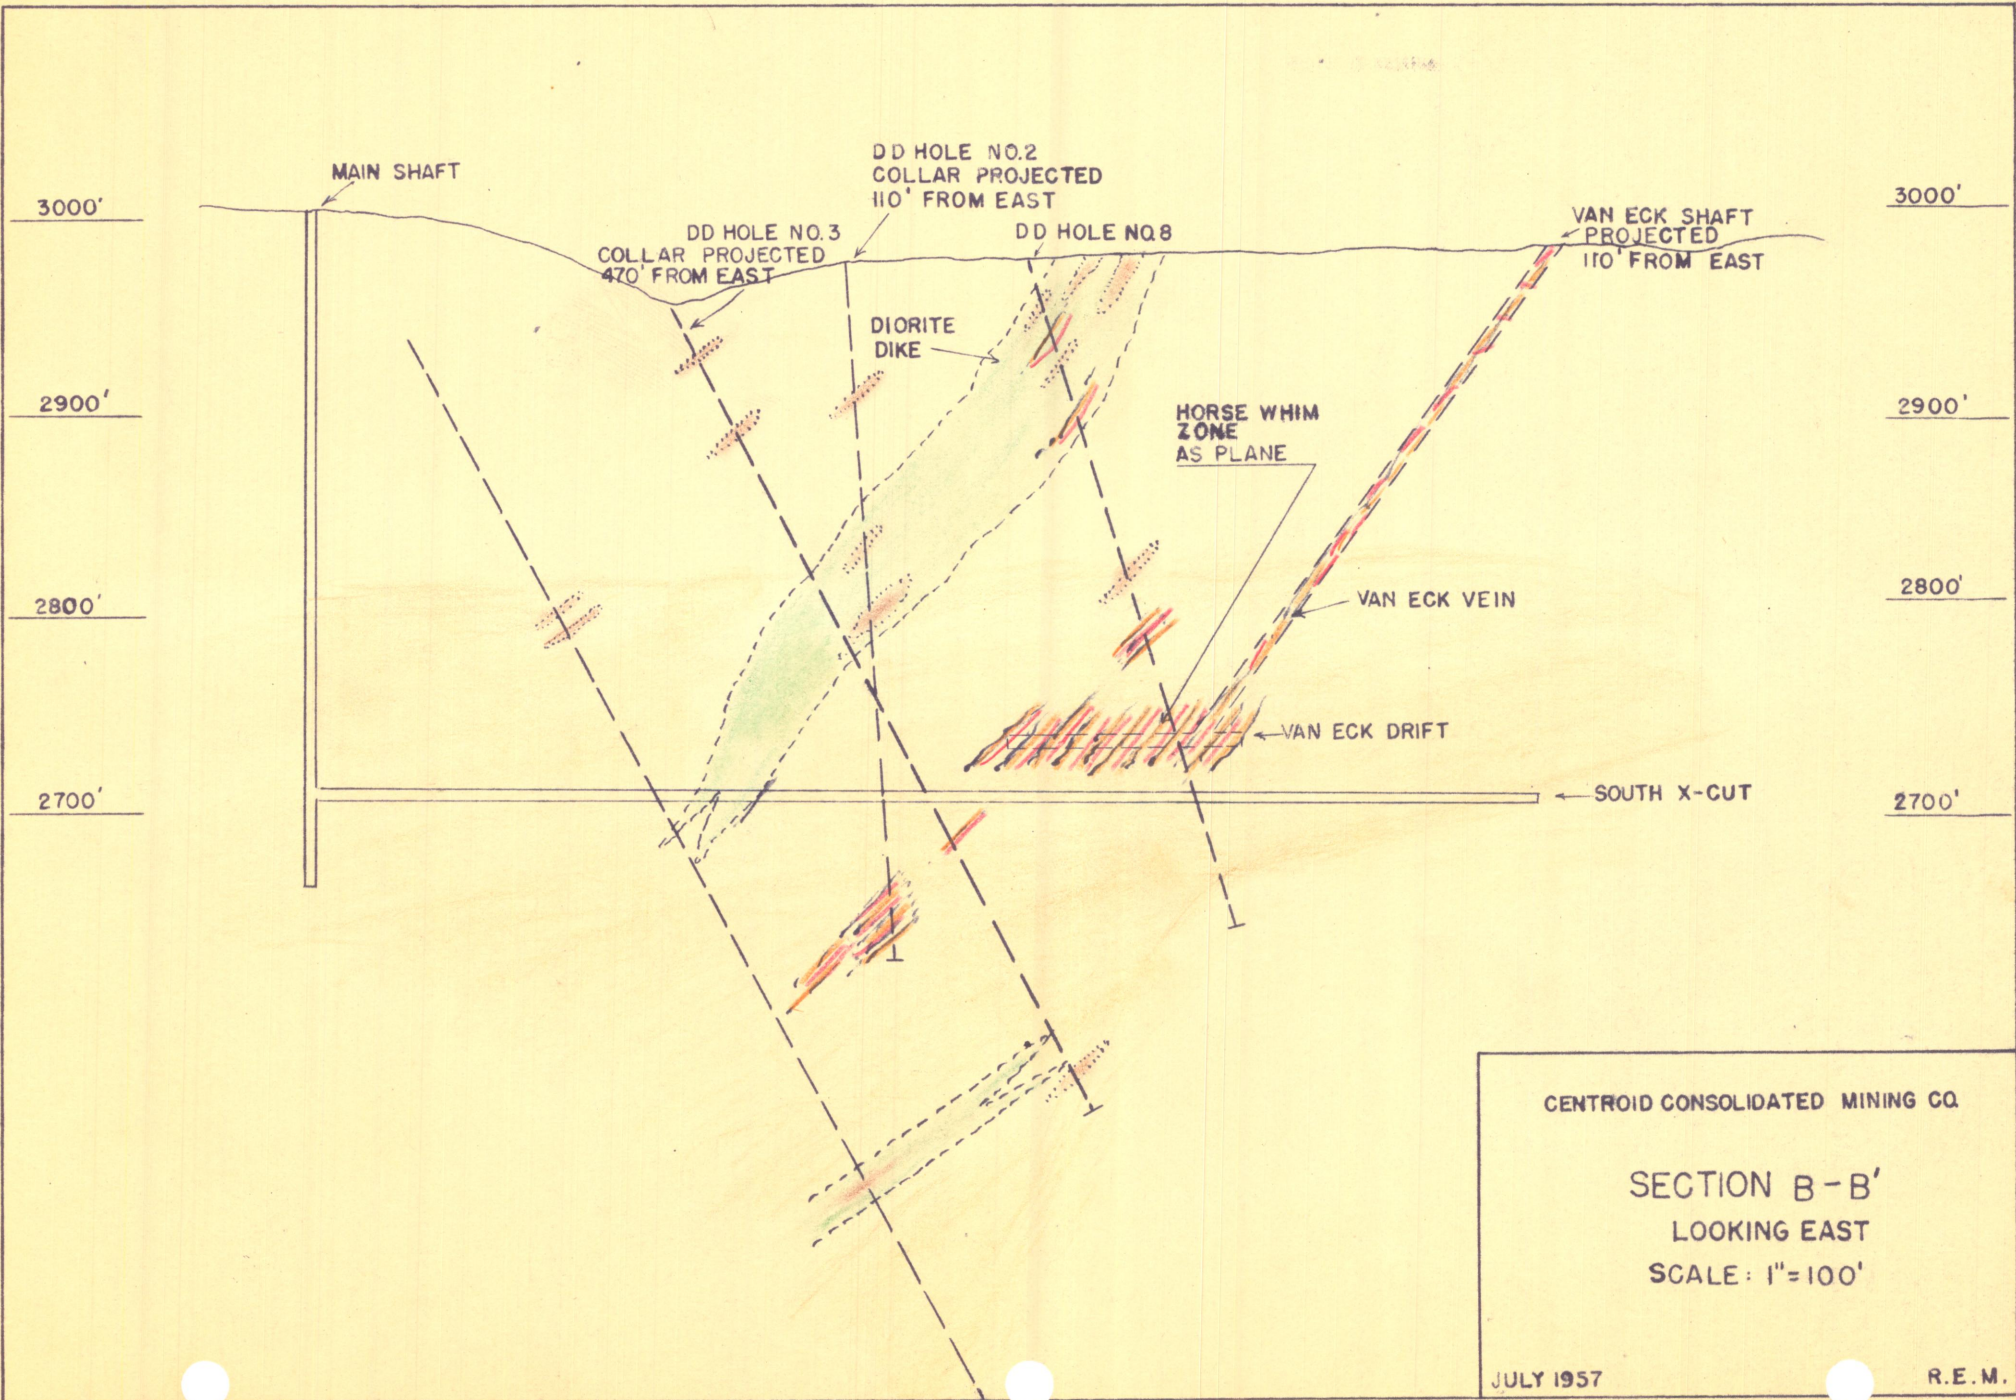 MAIN SHAFT
DD HOLE NO.2
COLLAR PROJECTED
110' FROM EAST
3000'
3000'
DD HOLE NO.3
COLLAR PROJECTED
470' FROM EAST
DD HOLE NO.8
VAN ECK SHAFT
PROJECTED
110' FROM EAST
DIORITE
DIKE
2900'
2900'
HORSE WHIM
ZONE
AS PLANE
2800'
2800'
VAN ECK VEIN
VAN ECK DRIFT
2700'
SOUTH X-CUT
2700'
CENTROID CONSOLIDATED MINING CO.
SECTION B-B'
LOOKING EAST
SCALE: 1"=100'
JULY 1957
R.E.M.